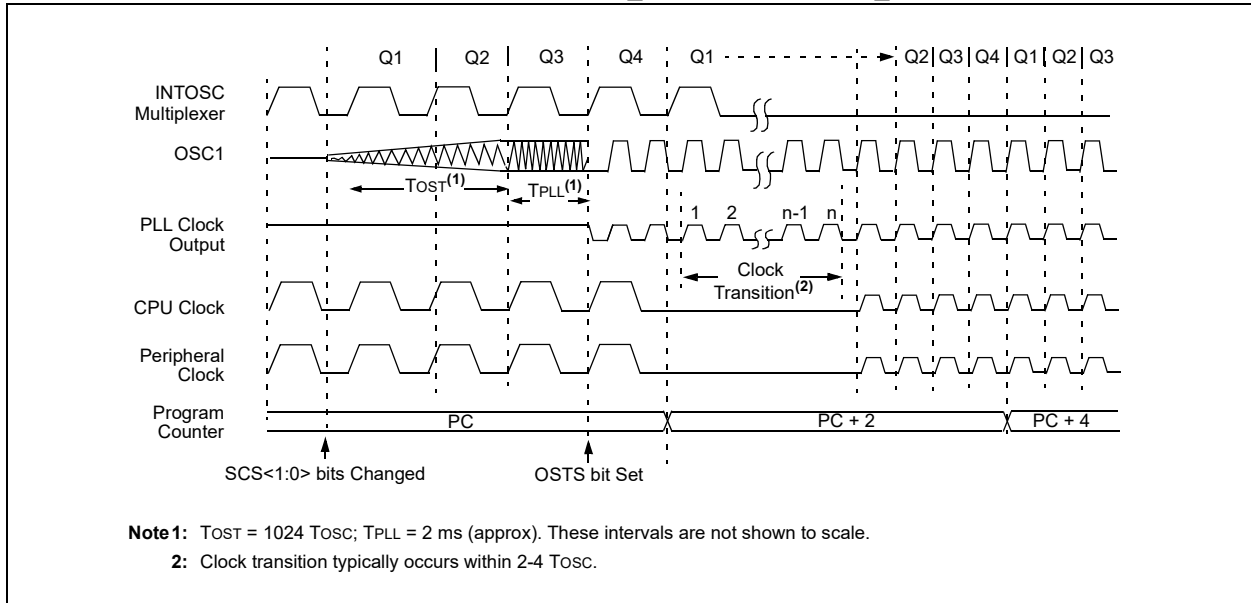 Q1 Q2 Q3 Q4 Q1 Q2 Q3 Q4 Q1 Q2 Q3
INTOSC
Multiplexer
OSC1
TOST(1)
TPLL(1)
PLL Clock
Output
1 2 n-1 n
Clock
Transition(2)
CPU Clock
Peripheral
Clock
Program
Counter
PC PC + 2 PC + 4
SCS<1:0> bits Changed OSTS bit Set
Note1: TOST = 1024 TOSC; TPLL = 2 ms (approx). These intervals are not shown to scale.
2: Clock transition typically occurs within 2-4 TOSC.